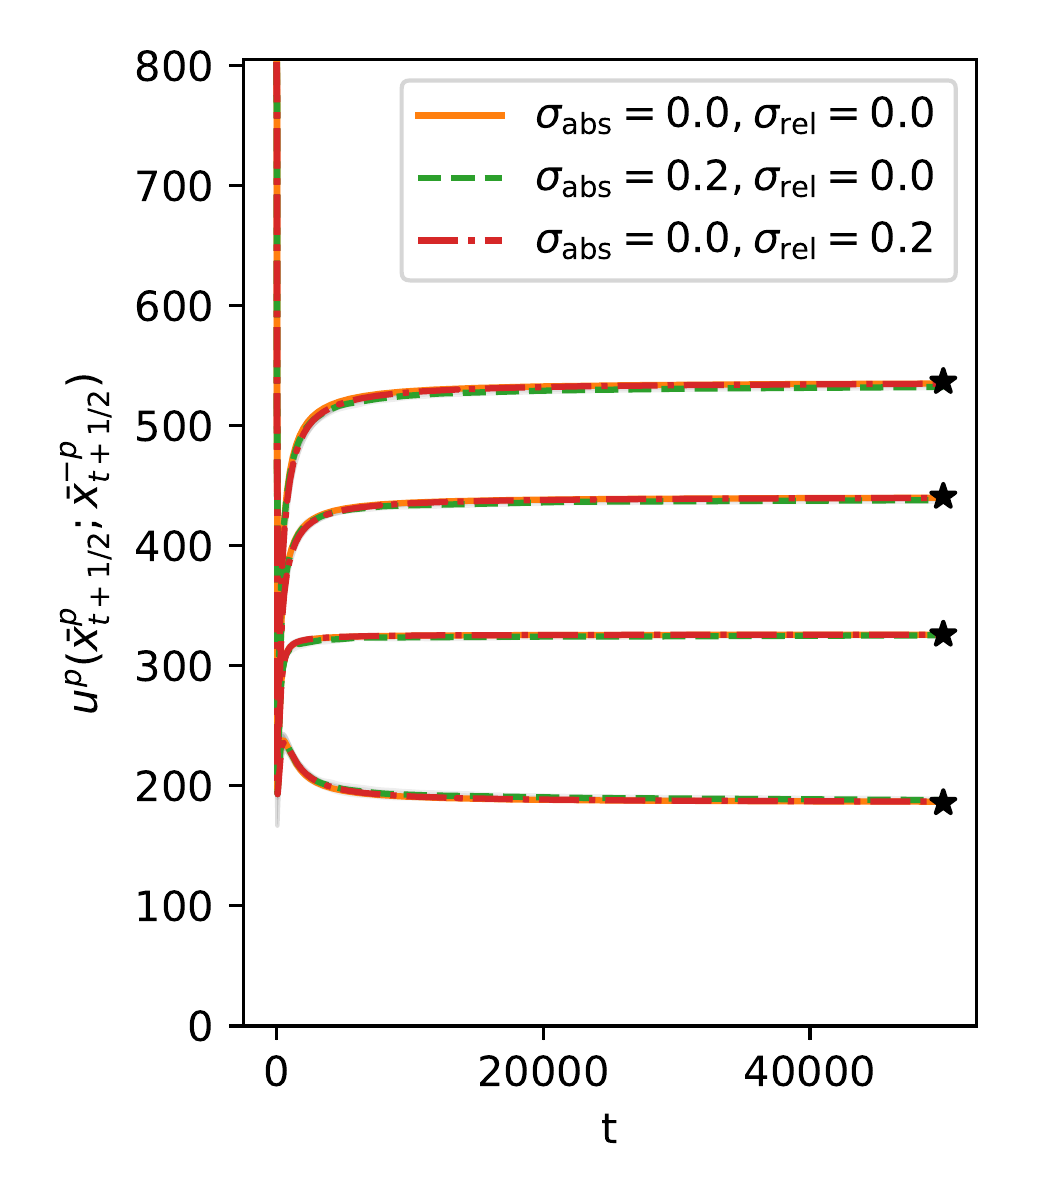 800
700
600
500
400
300
200
100
0
0 20000 40000
t
u^p(x̄^p_{t+1/2}; x̄^{−p}_{t+1/2})
σ_abs = 0.0, σ_rel = 0.0
σ_abs = 0.2, σ_rel = 0.0
σ_abs = 0.0, σ_rel = 0.2